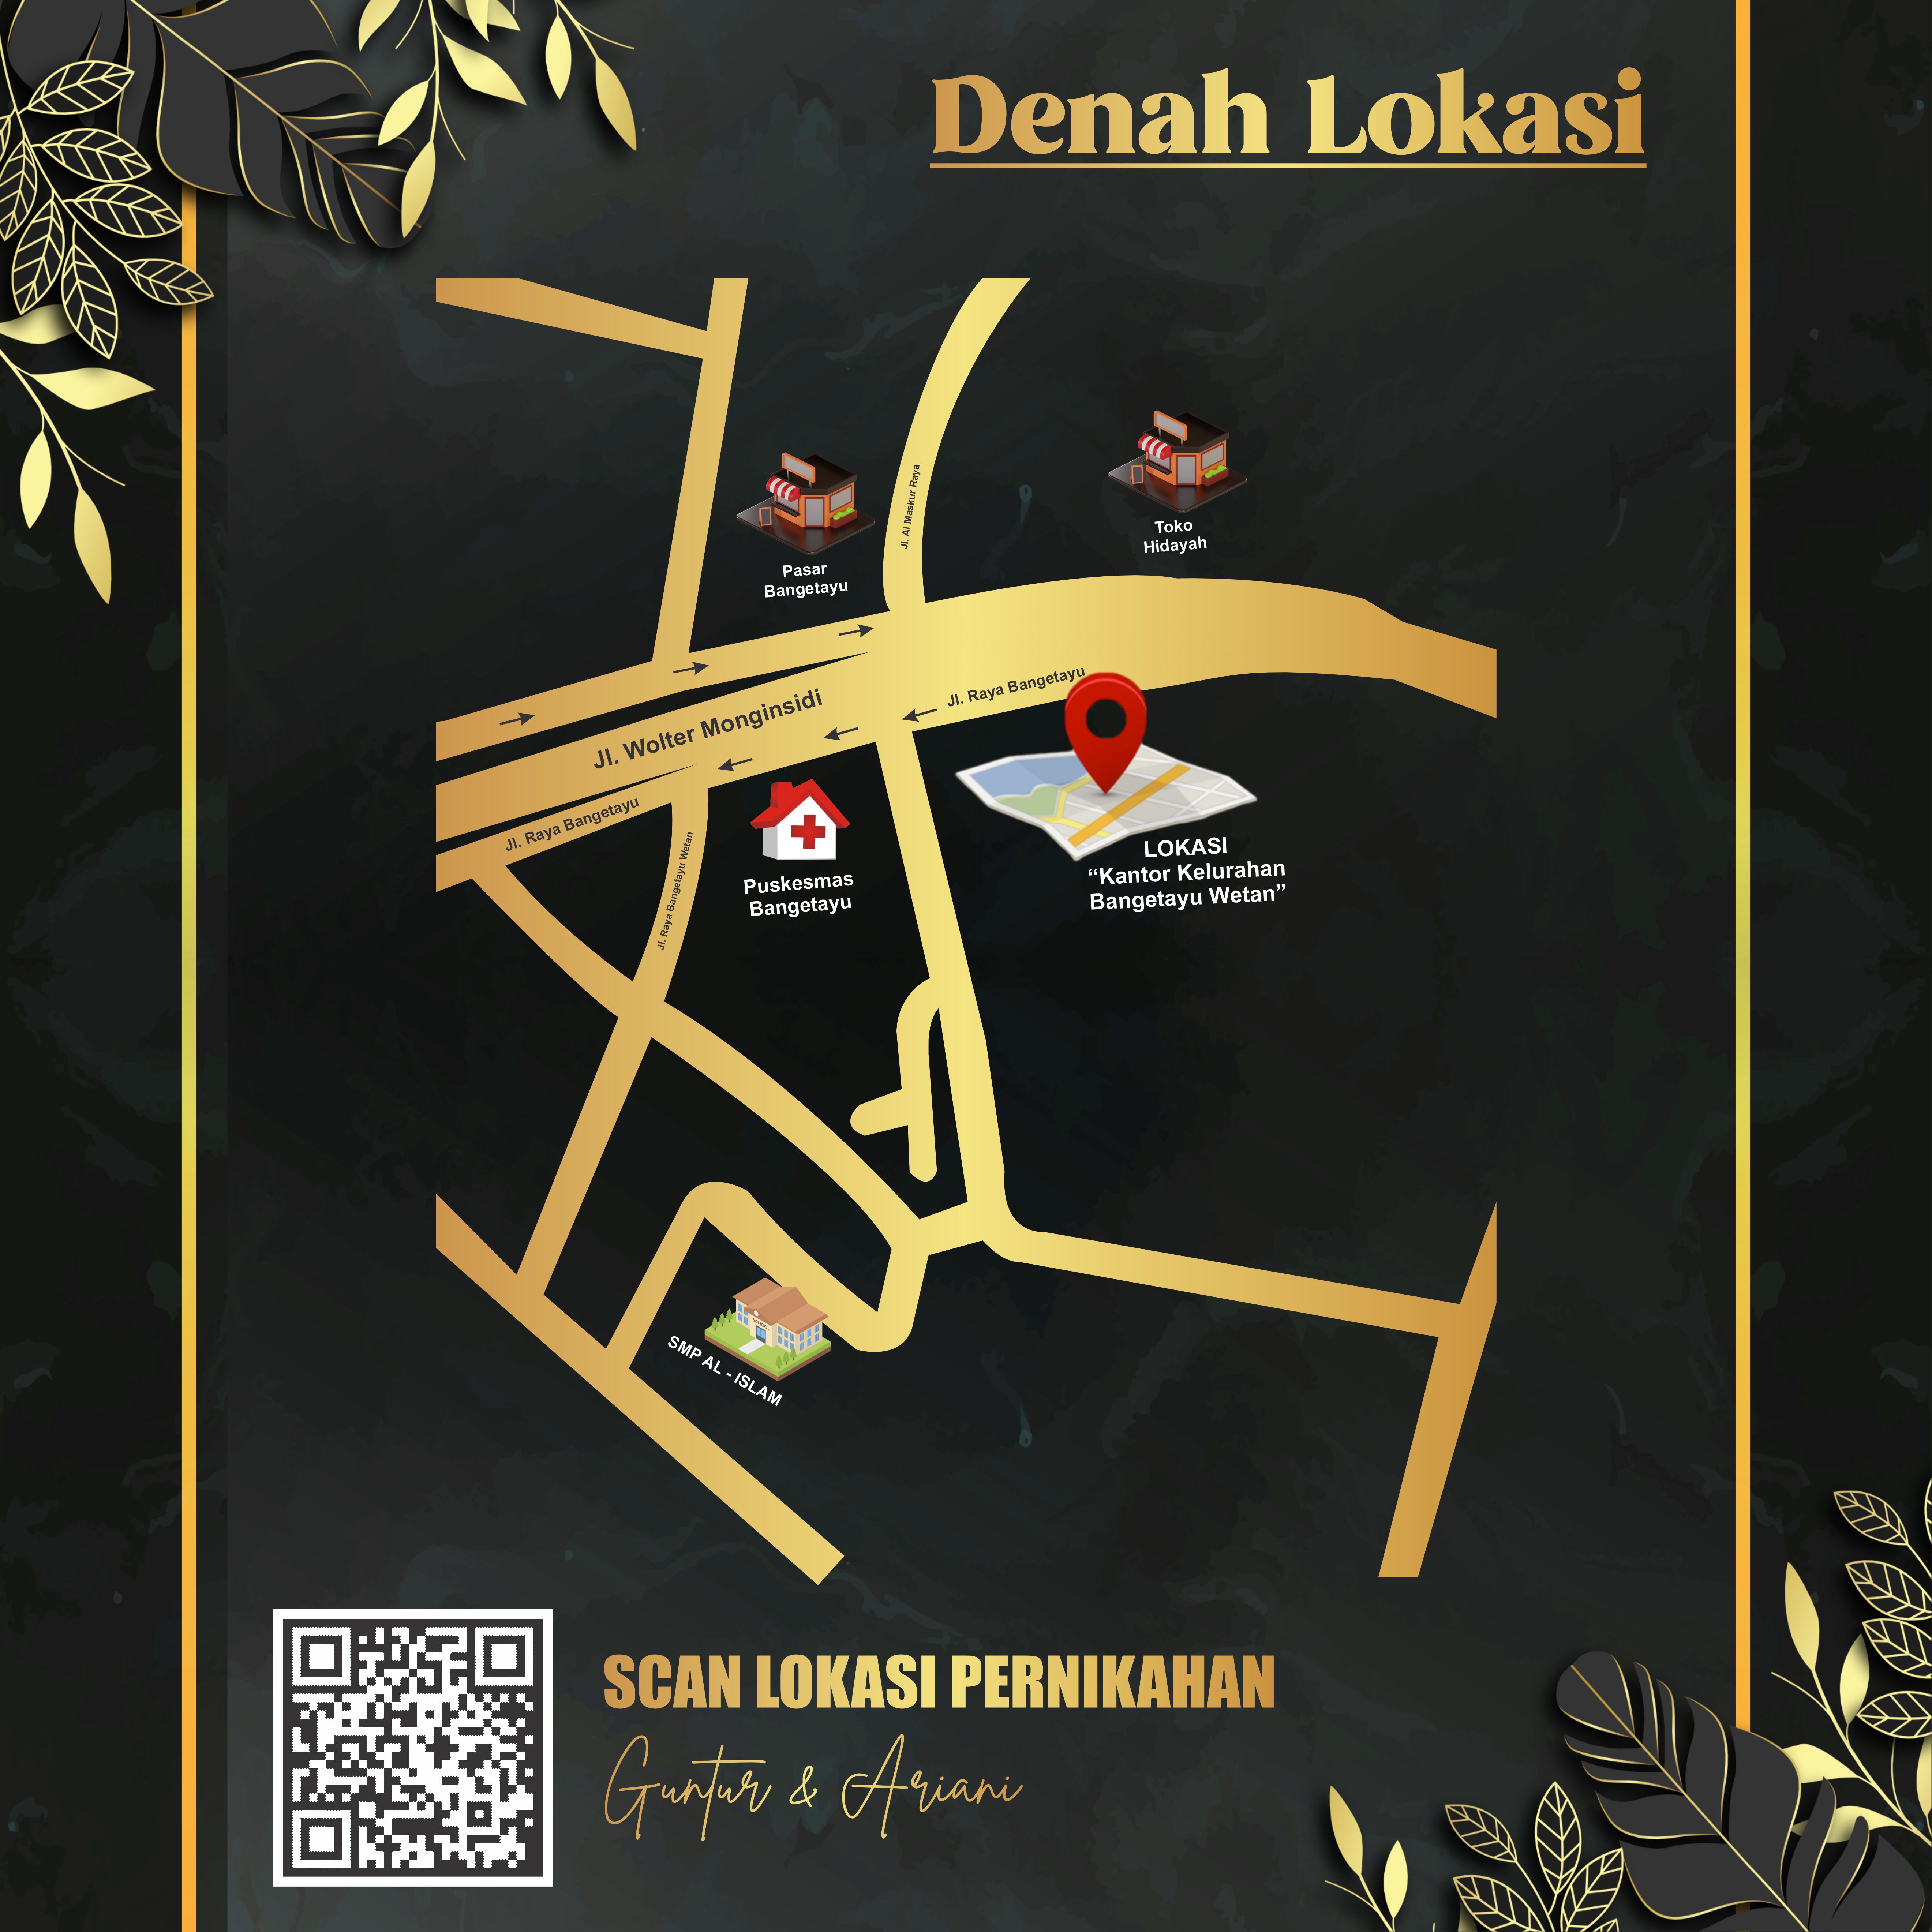 Denah Lokasi
Jl. Al Maskur Raya
Toko
Hidayah
Pasar
Bangetayu
Jl. Raya Bangetayu
Jl. Wolter Monginsidi
Jl. Raya Bangetayu
Jl. Raya Bangetayu Wetan
Puskesmas
Bangetayu
LOKASI
“Kantor Kelurahan
Bangetayu Wetan”
SCHOOL
SMP AL - ISLAM
SCAN LOKASI PERNIKAHAN
Guntur & Ariani